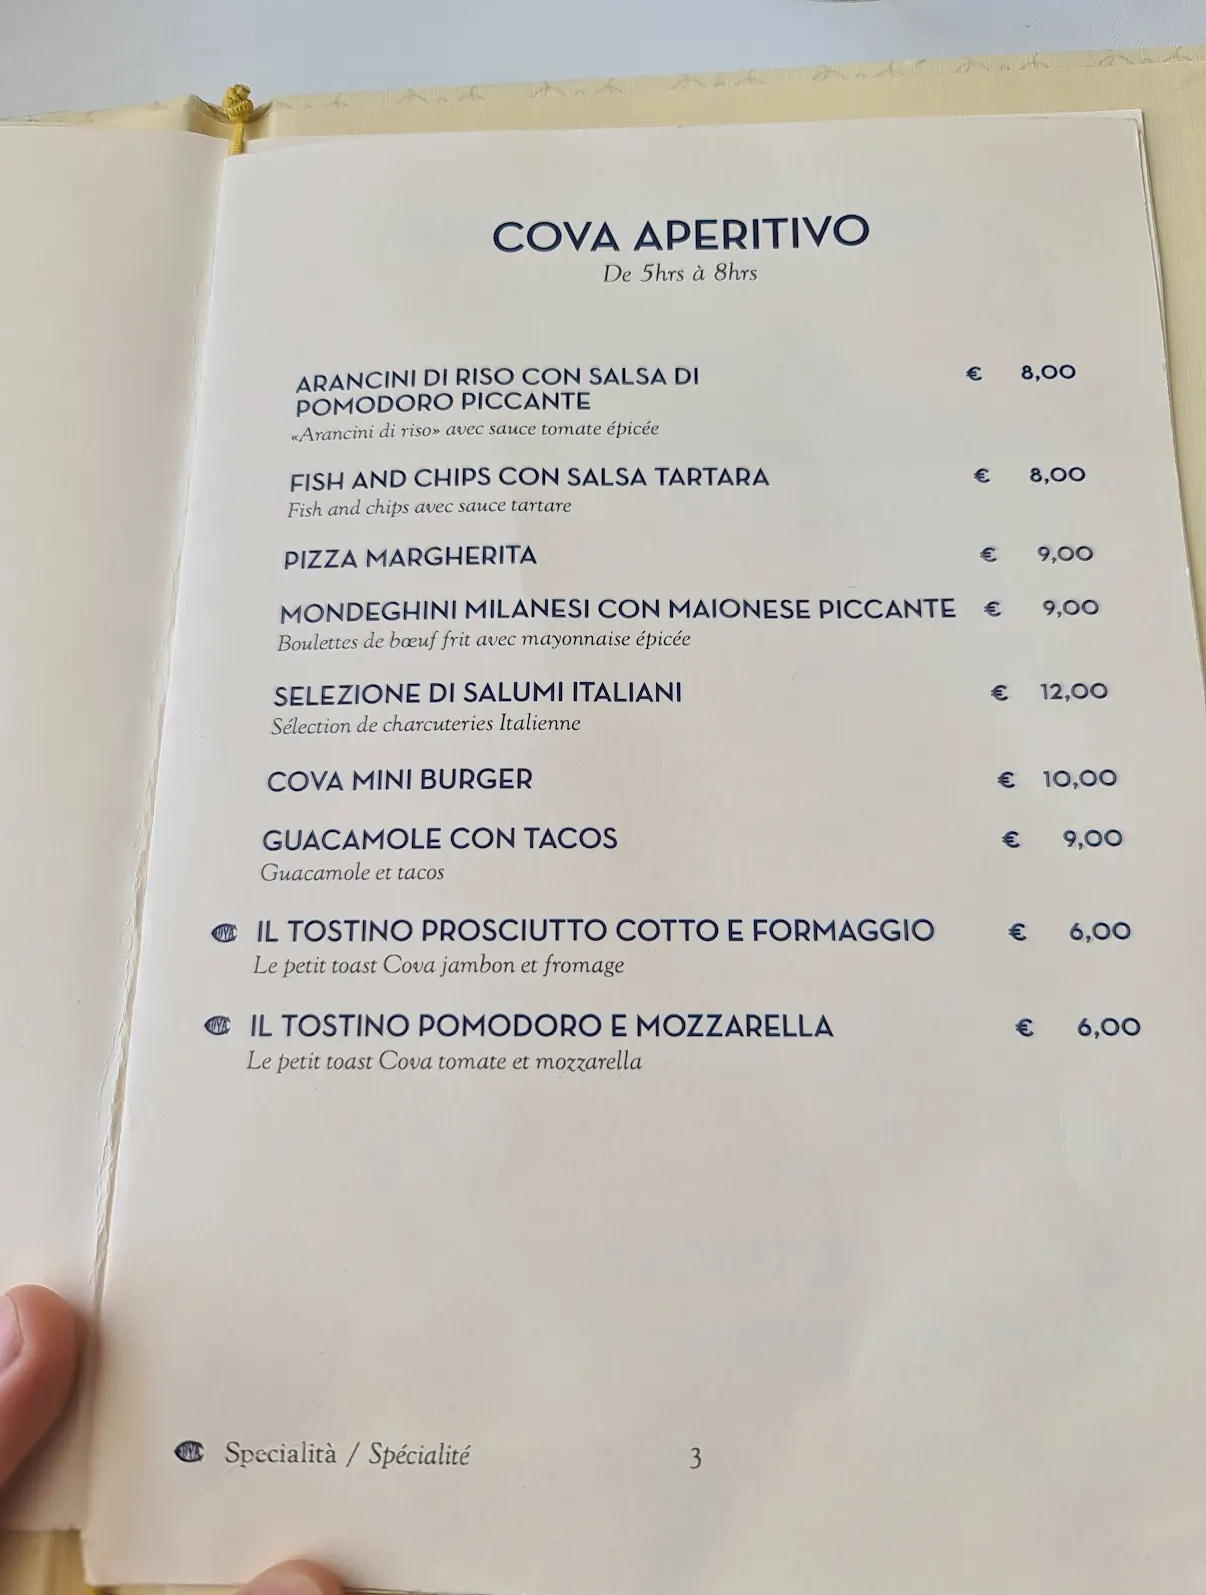 COVA APERITIVO
De 5hrs à 8hrs
ARANCINI DI RISO CON SALSA DI € 8,00
POMODORO PICCANTE
«Arancini di riso» avec sauce tomate épicée
FISH AND CHIPS CON SALSA TARTARA € 8,00
Fish and chips avec sauce tartare
PIZZA MARGHERITA € 9,00
MONDEGHINI MILANESI CON MAIONESE PICCANTE € 9,00
Boulettes de bœuf frit avec mayonnaise épicée
SELEZIONE DI SALUMI ITALIANI € 12,00
Sélection de charcuteries Italienne
COVA MINI BURGER € 10,00
GUACAMOLE CON TACOS € 9,00
Guacamole et tacos
COVA IL TOSTINO PROSCIUTTO COTTO E FORMAGGIO € 6,00
Le petit toast Cova jambon et fromage
COVA IL TOSTINO POMODORO E MOZZARELLA € 6,00
Le petit toast Cova tomate et mozzarella
COVA Specialità / Spécialité 3